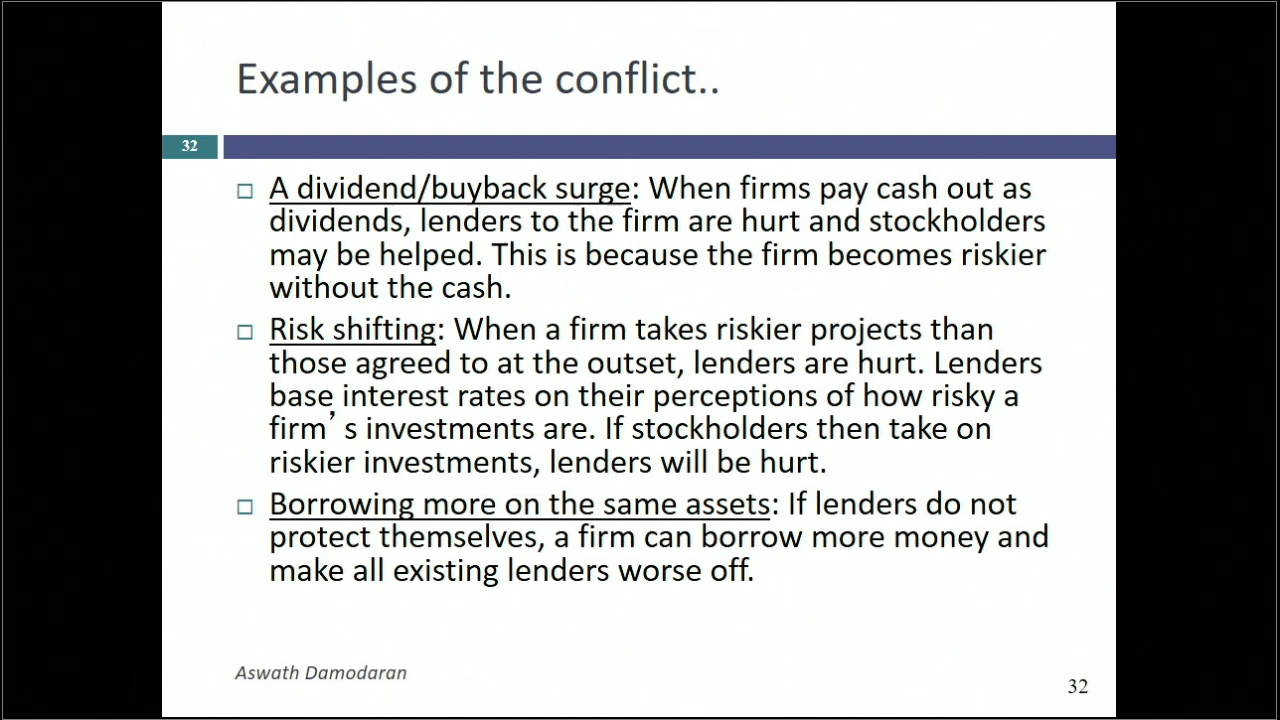 Examples of the conflict..
32
A dividend/buyback surge: When firms pay cash out as
dividends, lenders to the firm are hurt and stockholders
may be helped. This is because the firm becomes riskier
without the cash.
Risk shifting: When a firm takes riskier projects than
those agreed to at the outset, lenders are hurt. Lenders
base interest rates on their perceptions of how risky a
firm’ s investments are. If stockholders then take on
riskier investments, lenders will be hurt.
Borrowing more on the same assets: If lenders do not
protect themselves, a firm can borrow more money and
make all existing lenders worse off.
Aswath Damodaran
32